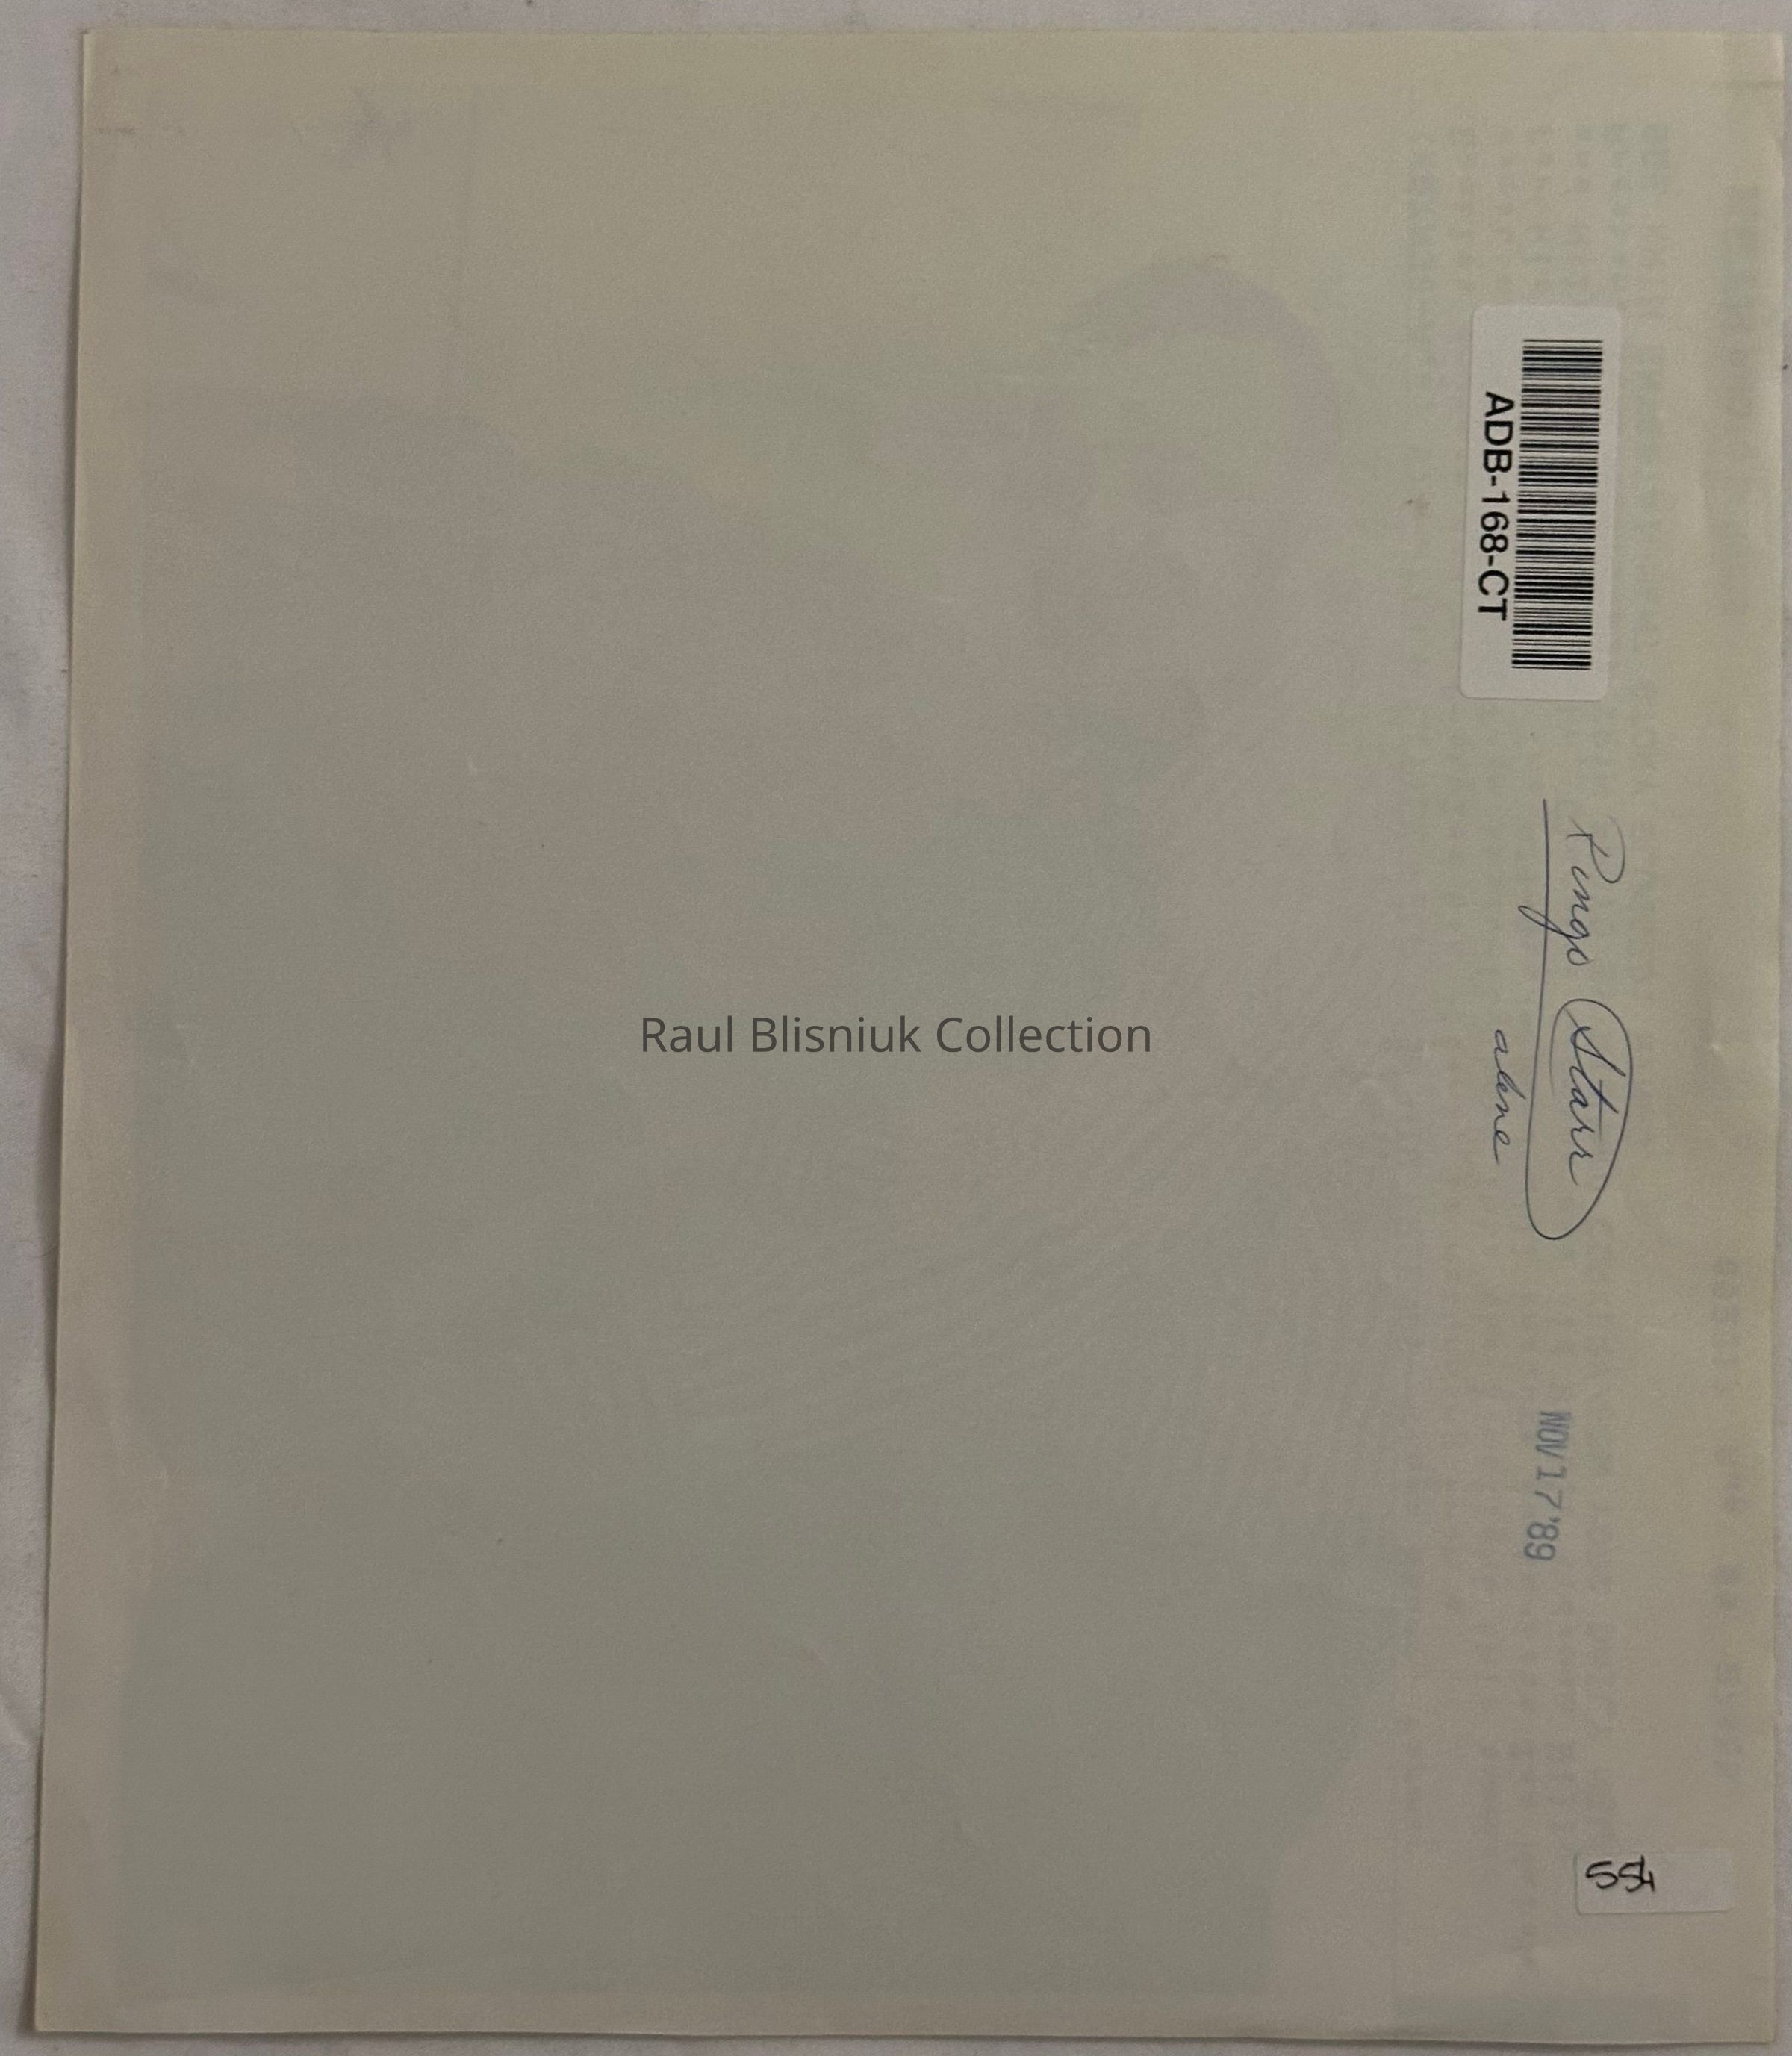 ADB-168-CT
Ringo Starr
alone
NOV 17 '89
554
Raul Blisniuk Collection